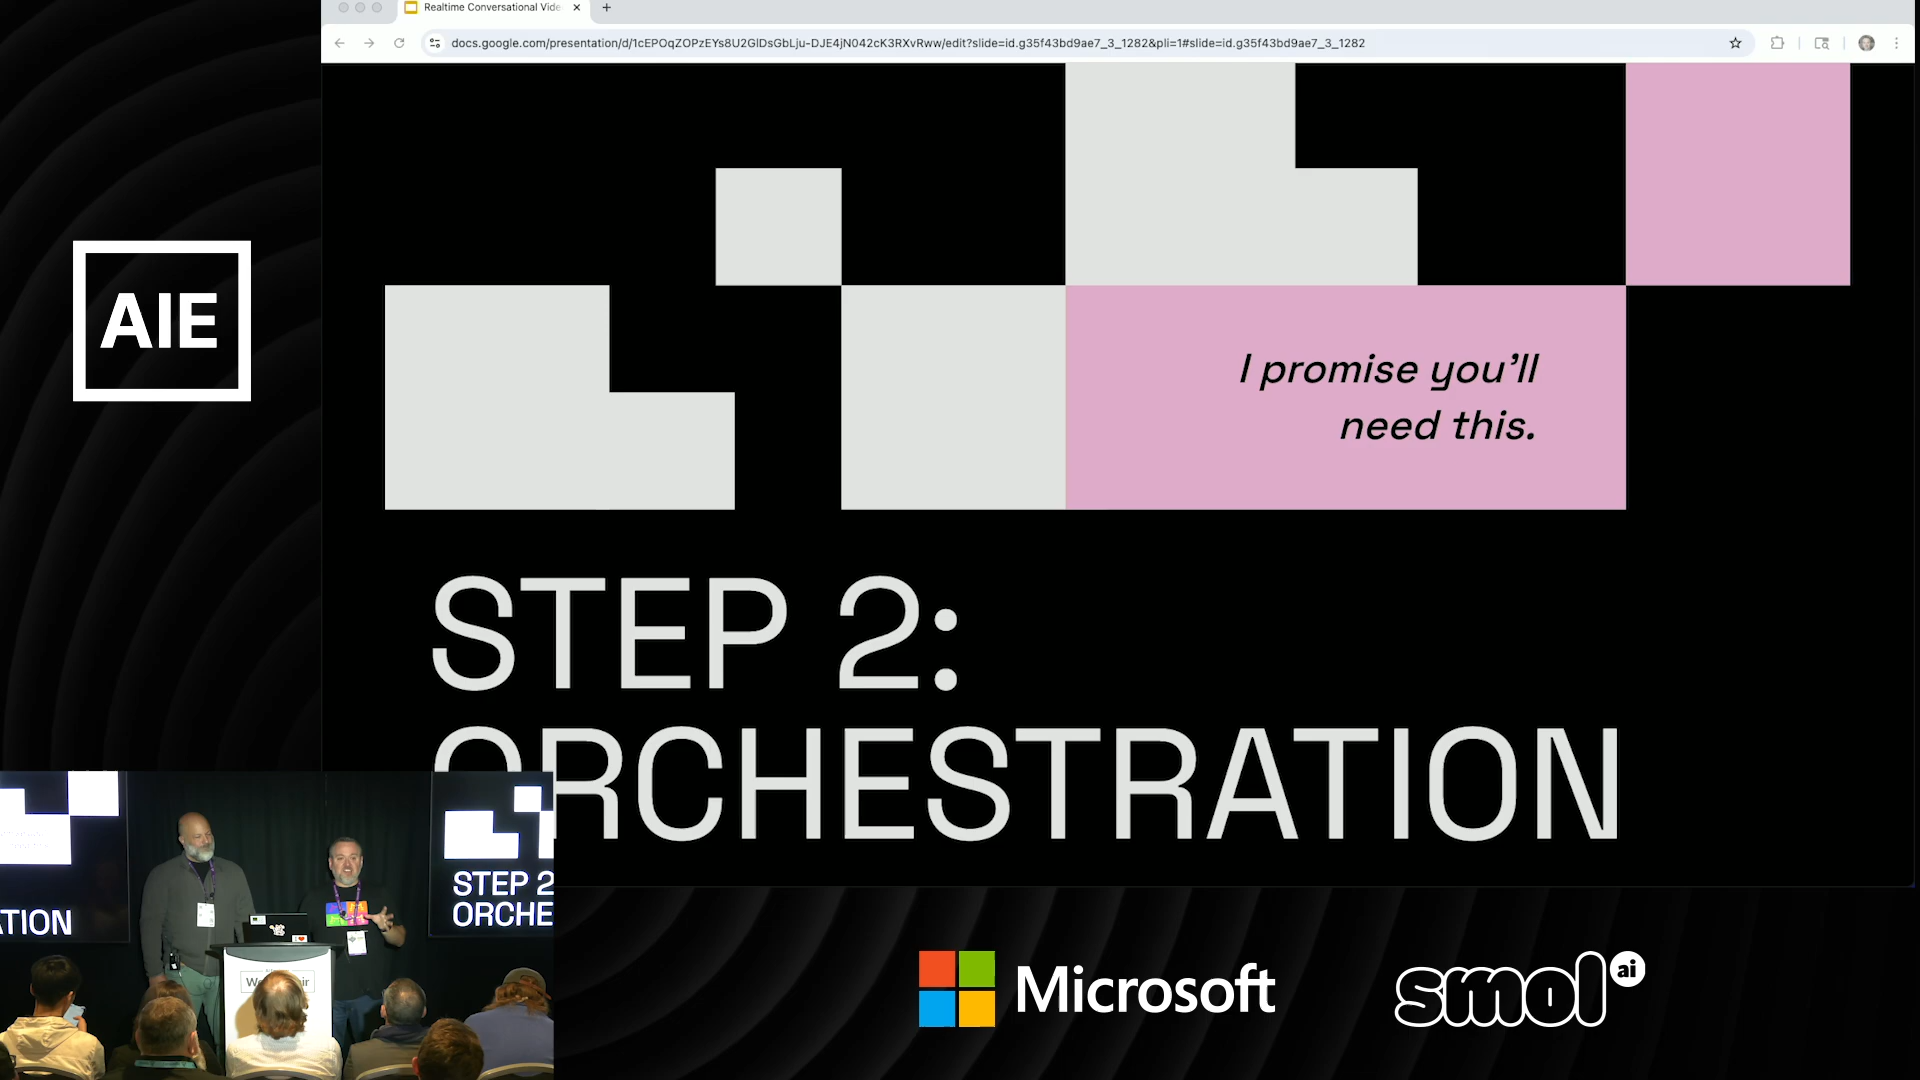 Realtime Conversational Vide
docs.google.com/presentation/d/1cEPOqZOPzEYs8U2GlDsGbLju-DJE4jN042cK3RXvRww/edit?slide=id.g35f43bd9ae7_3_1282&pli=1#slide=id.g35f43bd9ae7_3_1282
AIE
I promise you’ll
need this.
STEP 2:
ORCHESTRATION
STEP 2
ORCHE
TION
Microsoft
smol ai